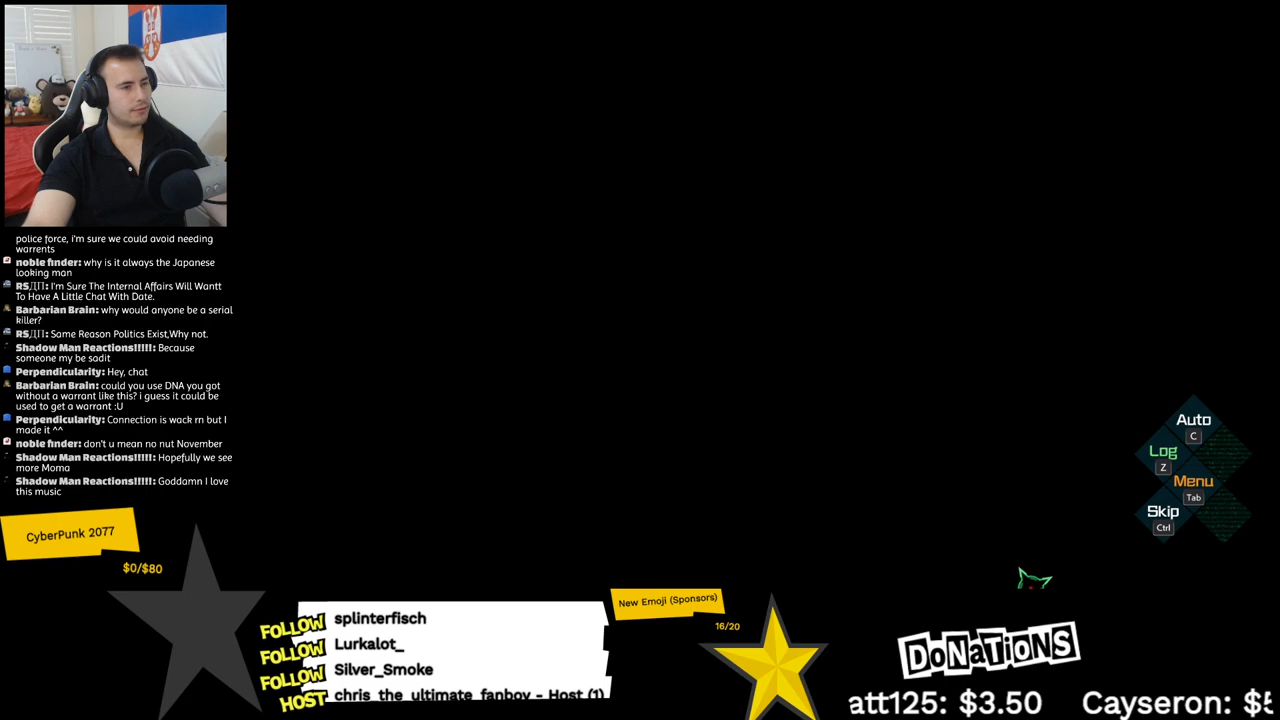 police force, i'm sure we could avoid needing
warrents
noble finder: why is it always the Japanese
looking man
RSДП: I'm Sure The Internal Affairs Will Wantt
To Have A Little Chat With Date.
Barbarian Brain: why would anyone be a serial
killer?
RSДП: Same Reason Politics Exist,Why not.
Shadow Man Reactions!!!!!: Because
someone my be sadit
Perpendicularity: Hey, chat
Barbarian Brain: could you use DNA you got
without a warrant like this? i guess it could be
used to get a warrant :U
Perpendicularity: Connection is wack rn but I
made it ^^
noble finder: don't u mean no nut November
Shadow Man Reactions!!!!!: Hopefully we see
more Moma
Shadow Man Reactions!!!!!: Goddamn I love
this music
Auto
C
Log
Z
Menu
Tab
Skip
Ctrl
CyberPunk 2077
$0/$80
FOLLOW splinterfisch
FOLLOW Lurkalot_
FOLLOW Silver_Smoke
HOST chris_the_ultimate_fanboy - Host (1)
New Emoji (Sponsors)
16/20
DoNaTioNS
att125: $3.50 Cayseron: $